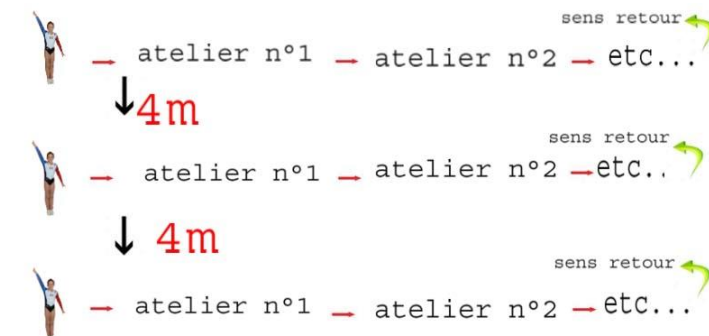 sens retour
atelier n°1 atelier n°2 etc...
4m
sens retour
atelier n°1 atelier n°2 etc..
4m
sens retour
atelier n°1 atelier n°2 etc...